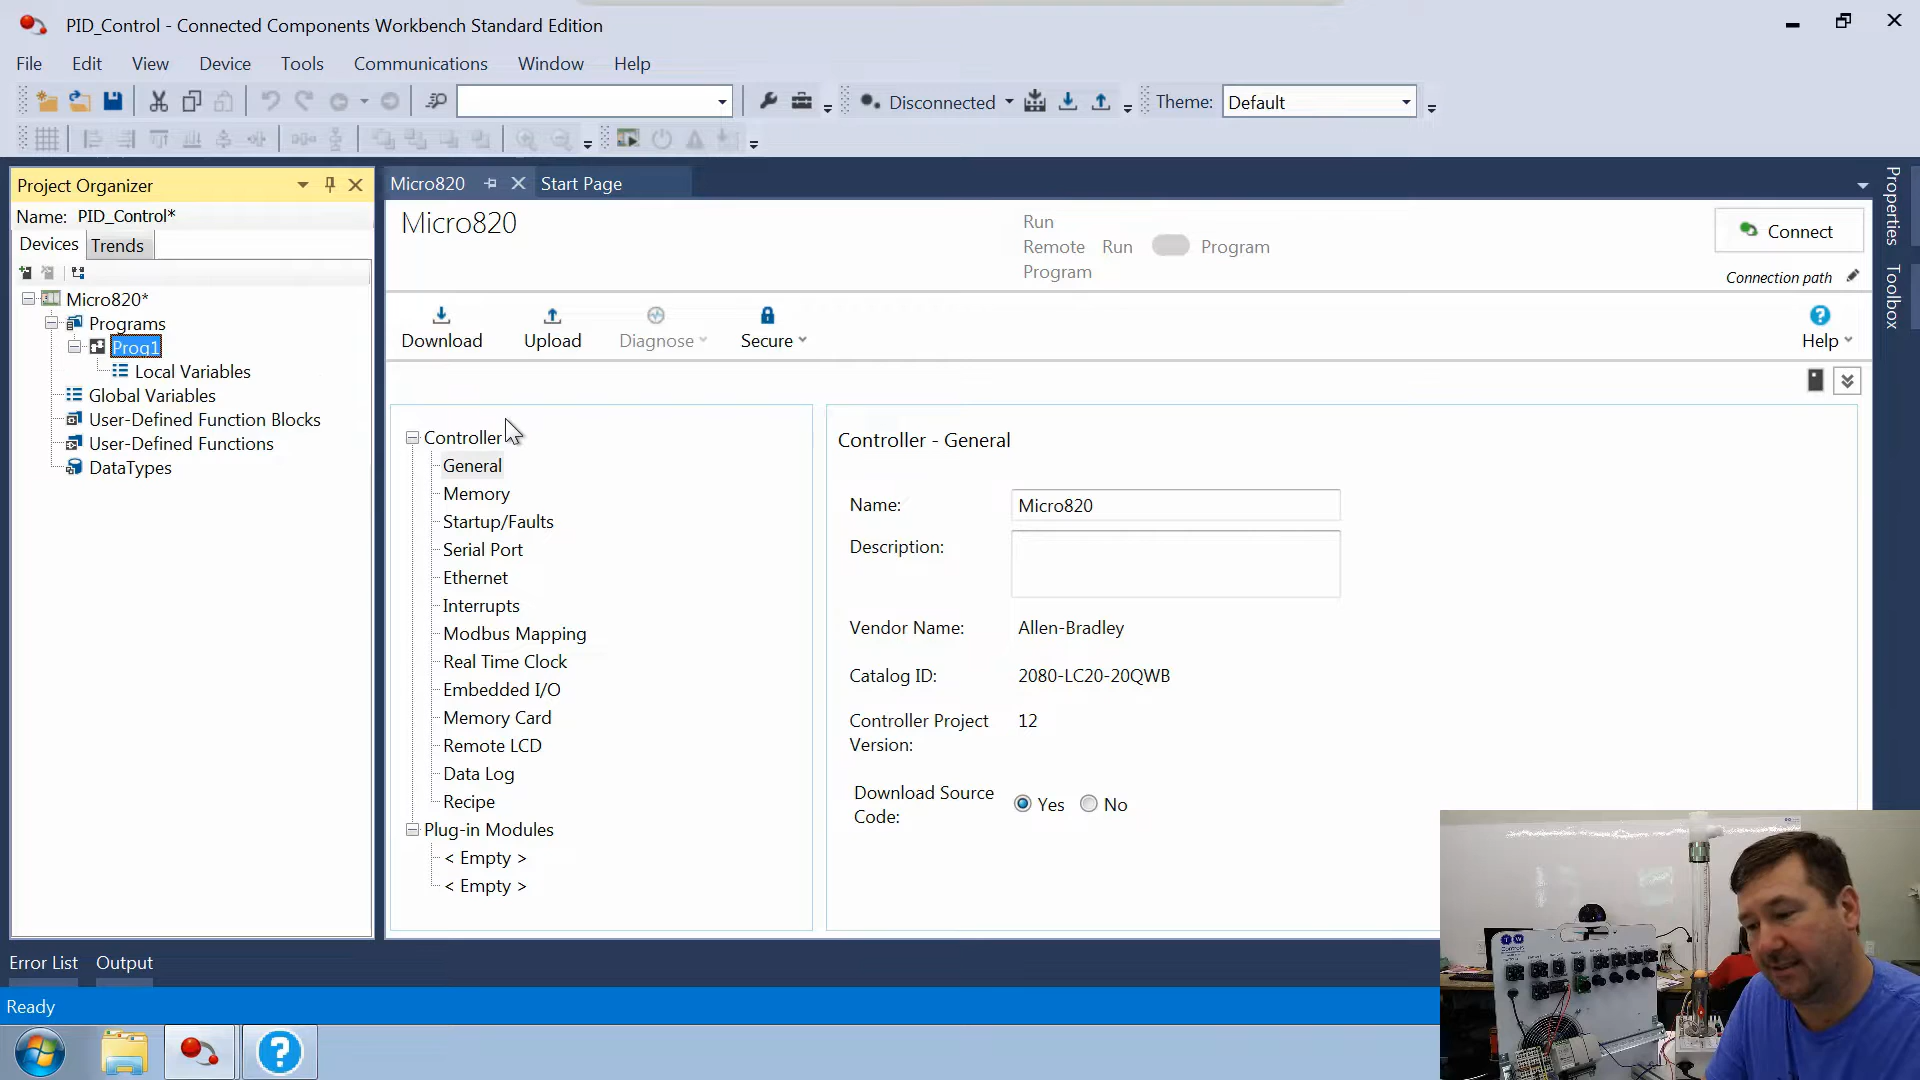 PID_Control - Connected Components Workbench Standard Edition
File Edit View Device Tools Communications Window Help
Disconnected Theme: Default
Project Organizer
Name: PID_Control*
Devices Trends
Micro820*
Programs
Prog1
Local Variables
Global Variables
User-Defined Function Blocks
User-Defined Functions
DataTypes
Micro820 Start Page
Micro820
Run
Remote Run Program
Program
Connect
Connection path
Download Upload Diagnose Secure Help
Controller
General
Memory
Startup/Faults
Serial Port
Ethernet
Interrupts
Modbus Mapping
Real Time Clock
Embedded I/O
Memory Card
Remote LCD
Data Log
Recipe
Plug-in Modules
< Empty >
< Empty >
Controller - General
Name: Micro820
Description:
Vendor Name: Allen-Bradley
Catalog ID: 2080-LC20-20QWB
Controller Project Version: 12
Download Source Code: Yes No
Properties
Toolbox
Error List Output
Ready